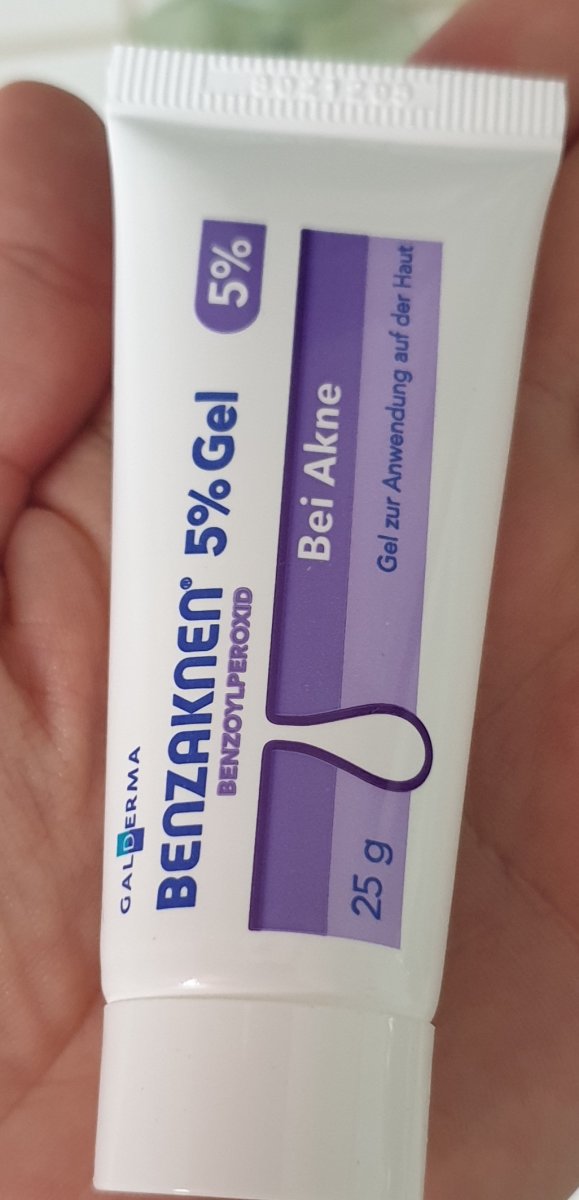 GALDERMA
BENZAKNEN® 5% Gel
BENZOYLPEROXID
5%
Bei Akne
Gel zur Anwendung auf der Haut
25 g